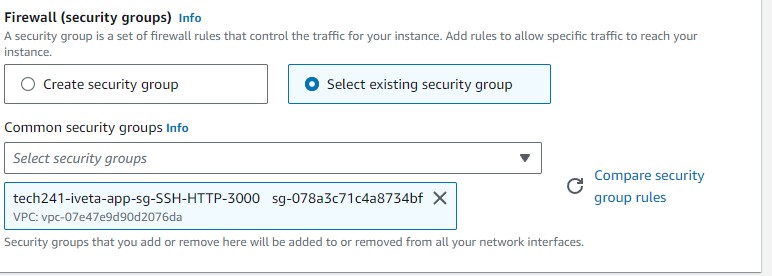 Firewall (security groups) Info
A security group is a set of firewall rules that control the traffic for your instance. Add rules to allow specific traffic to reach your
instance.
Create security group
Select existing security group
Common security groups Info
Select security groups
Compare security
group rules
tech241-iveta-app-sg-SSH-HTTP-3000 sg-078a3c71c4a8734bf
VPC: vpc-07e47e9d90d2076da
Security groups that you add or remove here will be added to or removed from all your network interfaces.